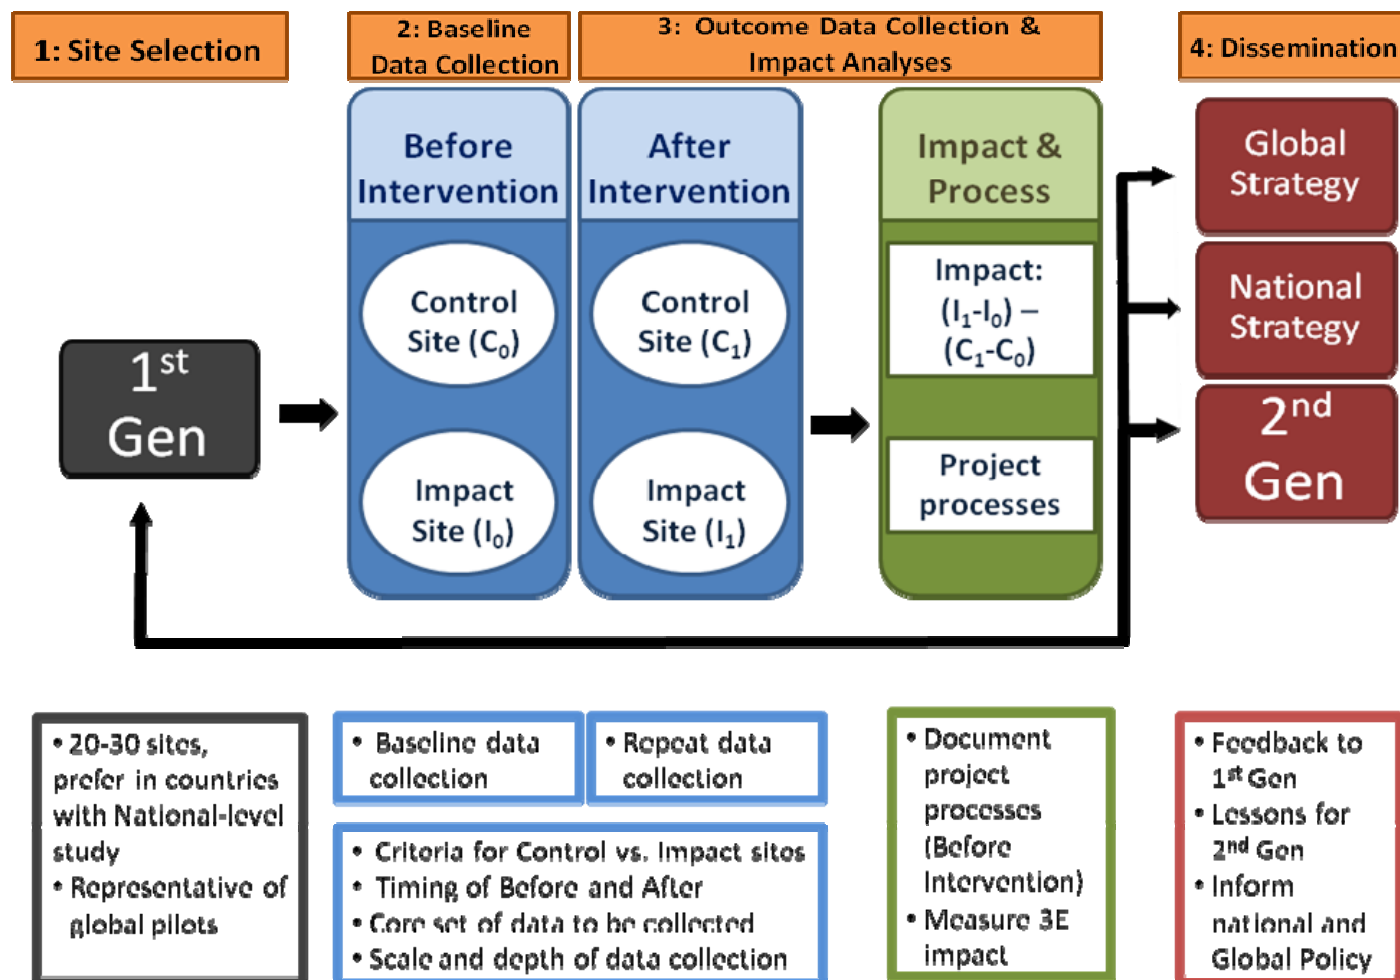 1: Site Selection
2: Baseline
Data Collection
3: Outcome Data Collection &
Impact Analyses
4: Dissemination
Before
Intervention
After
Intervention
Impact &
Process
Global
Strategy
Control
Site (C₀)
Control
Site (C₁)
Impact:
(I₁-I₀) –
(C₁-C₀)
National
Strategy
1st
Gen
2nd
Gen
Impact
Site (I₀)
Impact
Site (I₁)
Project
processes
• 20-30 sites,
prefer in countries
with National-level
study
• Representative of
global pilots
• Baseline data
collection
• Repeat data
collection
• Criteria for Control vs. Impact sites
• Timing of Before and After
• Core set of data to be collected
• Scale and depth of data collection
• Document
project
processes
(Before
Intervention)
• Measure 3E
impact
• Feedback to
1st Gen
• Lessons for
2nd Gen
• Inform
national and
Global Policy